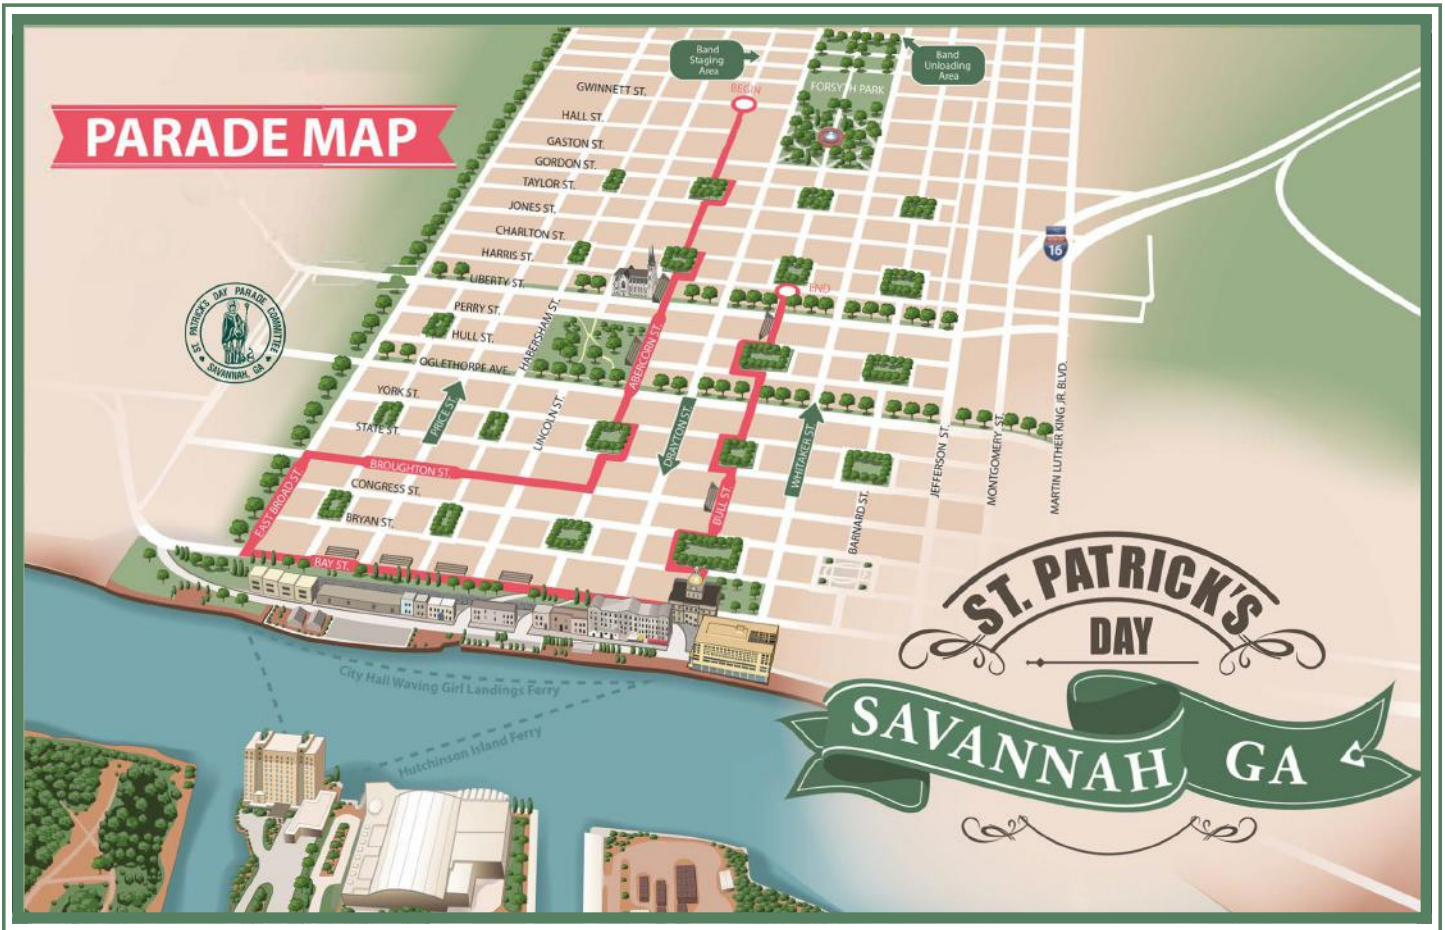 PARADE MAP
Band
Staging
Area
Band
Unloading
Area
BEGIN
FORSYTH PARK
GWINNETT ST.
HALL ST.
GASTON ST.
GORDON ST.
TAYLOR ST.
JONES ST.
CHARLTON ST.
HARRIS ST.
LIBERTY ST.
PERRY ST.
HULL ST.
OGLETHORPE AVE.
YORK ST.
STATE ST.
BROUGHTON ST.
CONGRESS ST.
BRYAN ST.
BAY ST.
EAST BROAD ST.
PRICE ST.
HABERSHAM ST.
LINCOLN ST.
ABERCORN ST.
DRAYTON ST.
BULL ST.
WHITAKER ST.
BARNARD ST.
JEFFERSON ST.
MONTGOMERY ST.
MARTIN LUTHER KING JR. BLVD.
END
16
ST. PATRICK'S DAY PARADE COMMITTEE
SAVANNAH, GA
City Hall Waving Girl Landings Ferry
Hutchinson Island Ferry
ST. PATRICK'S
DAY
SAVANNAH GA